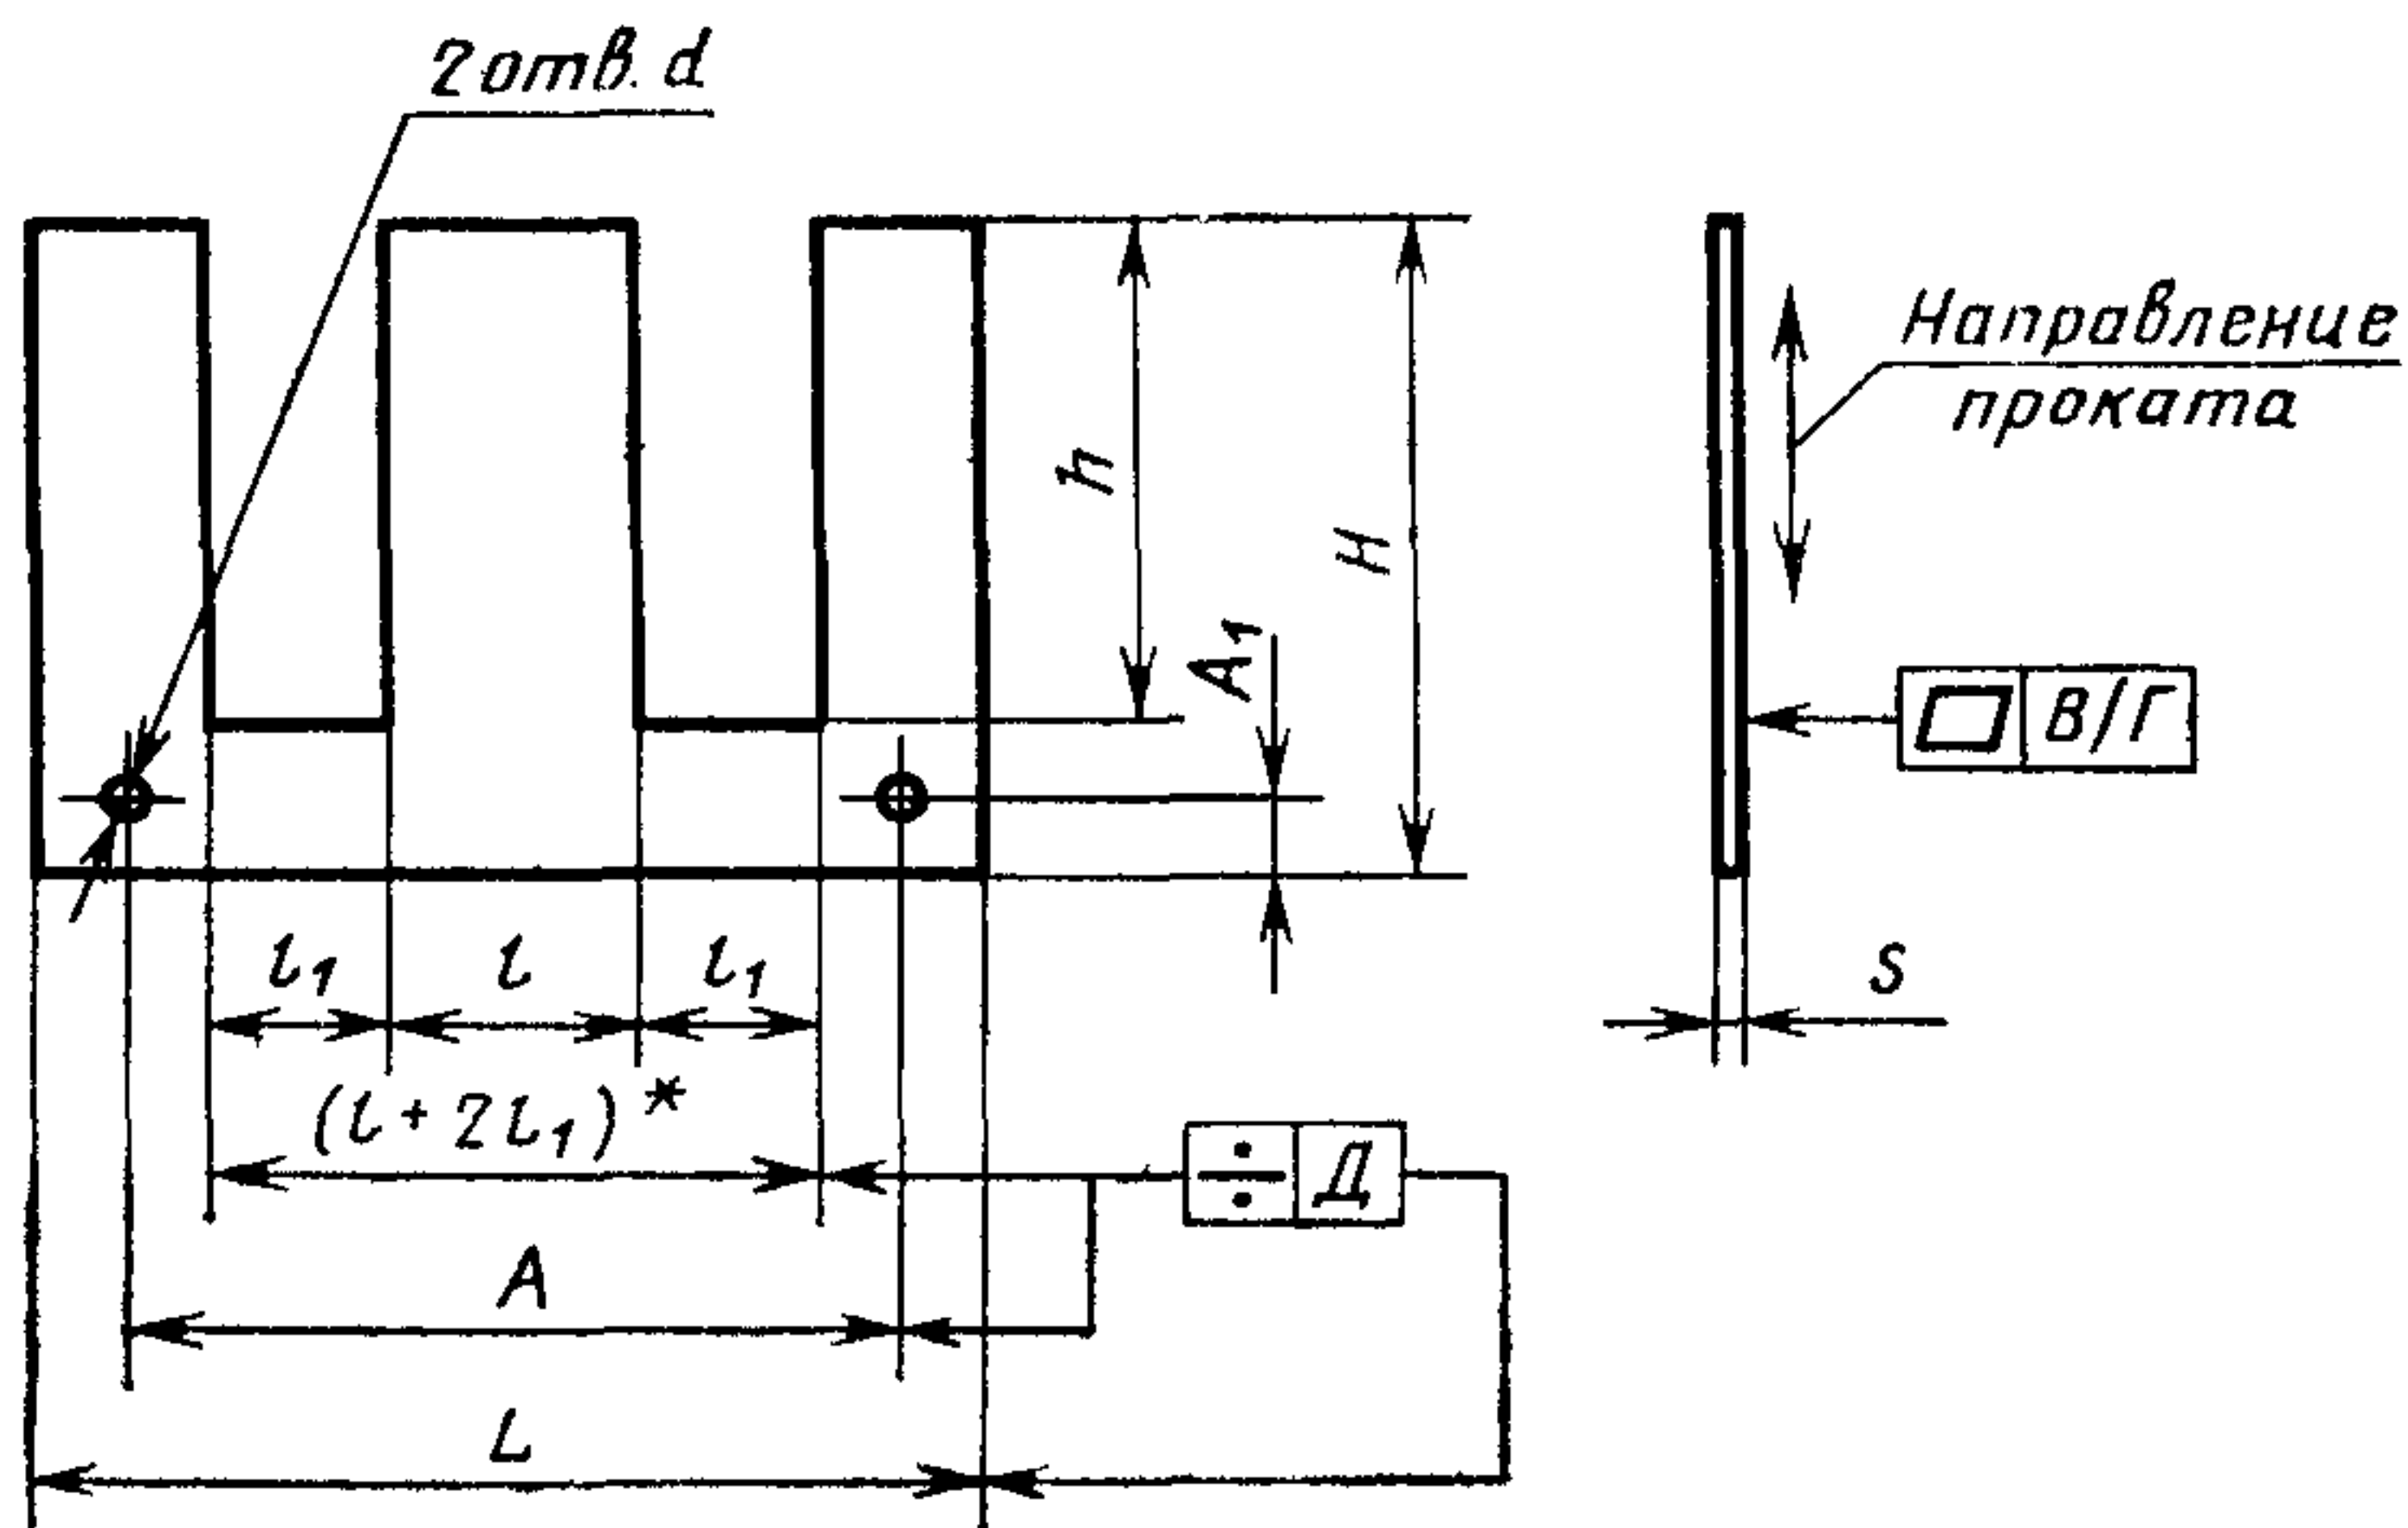 2 отв. d
Направление
проката
h
H
A₁
▱ В/Г
l₁
l
l₁
S
(l + 2l₁)*
÷ Д
A
L